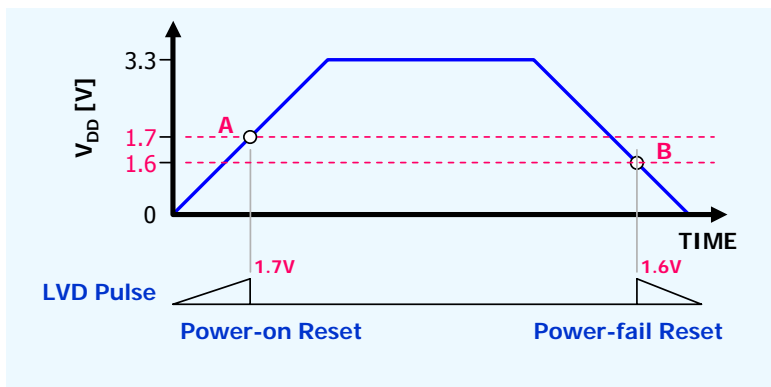 3.3
V_DD [V]
A
1.7
1.6
B
0
TIME
1.7V
1.6V
LVD Pulse
Power-on Reset
Power-fail Reset